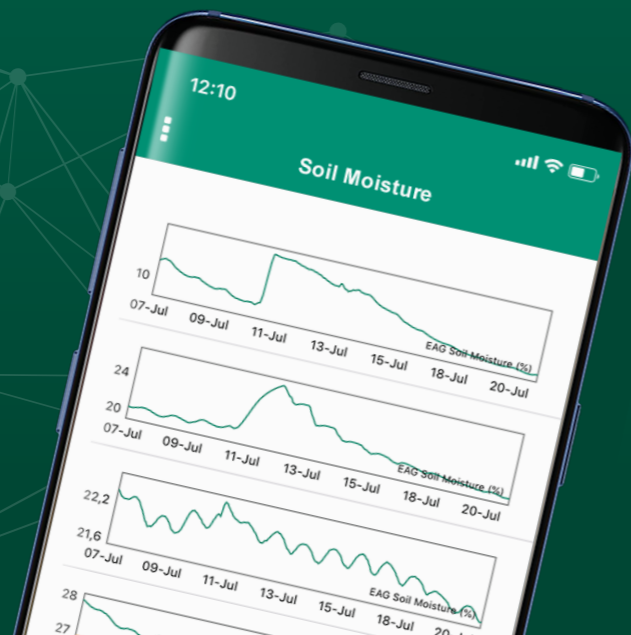 12:10
Soil Moisture
10
EAG Soil Moisture (%)
07-Jul 09-Jul 11-Jul 13-Jul 15-Jul 18-Jul 20-Jul
24
20
EAG Soil Moisture (%)
07-Jul 09-Jul 11-Jul 13-Jul 15-Jul 18-Jul 20-Jul
22,2
21,6
EAG Soil Moisture (%)
07-Jul 09-Jul 11-Jul 13-Jul 15-Jul 18-Jul
28
27